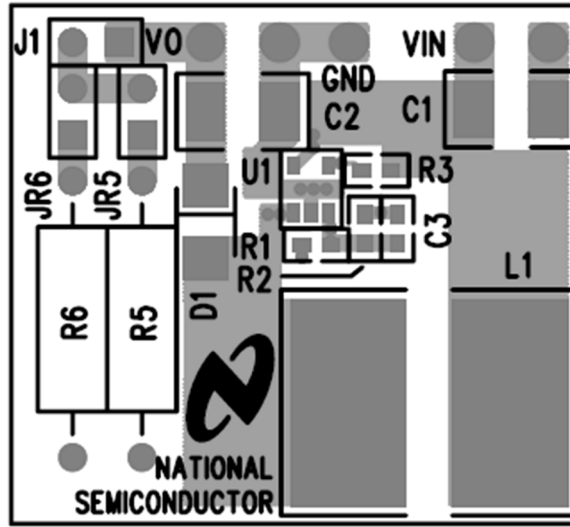 J1 VO VIN
GND
C2 C1
U1 R3
JR6 JR5
C3
R1
R2
L1
R6 R5 D1
NATIONAL
SEMICONDUCTOR